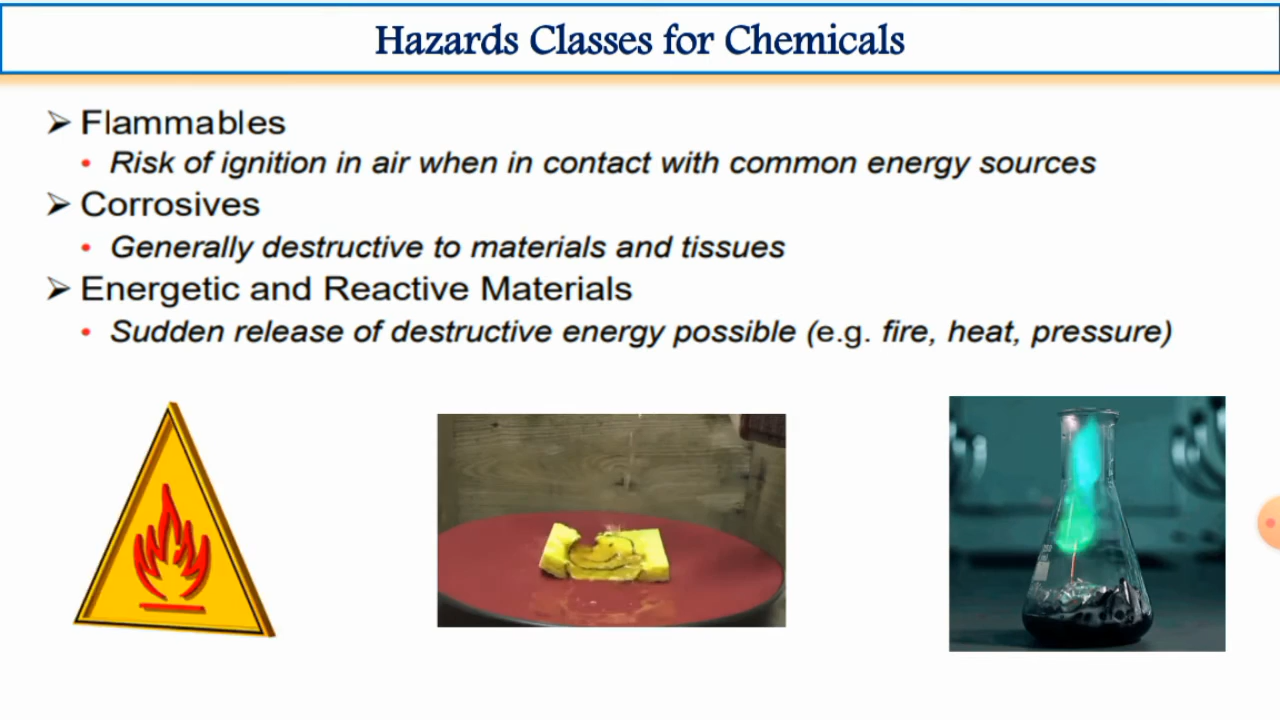 Hazards Classes for Chemicals
➢ Flammables
• Risk of ignition in air when in contact with common energy sources
➢ Corrosives
• Generally destructive to materials and tissues
➢ Energetic and Reactive Materials
• Sudden release of destructive energy possible (e.g. fire, heat, pressure)